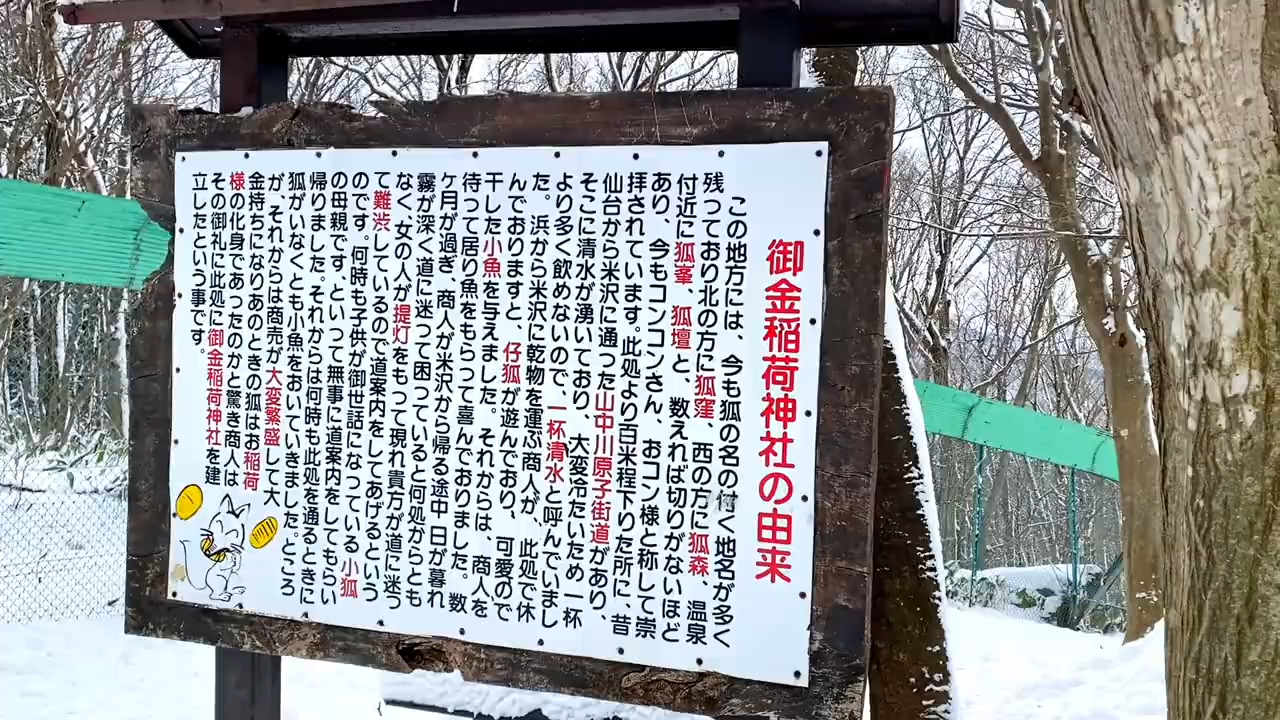 御金稲荷神社の由来
この地方には、今も狐の名の付く地名が多く
残っており北の方に狐窪、西の方に狐森、温泉
付近に狐峯、狐壇と、数えれば切りがないほど
あり、今もコンコンさん、おコン様と称して崇
拝されています。此処より百米程下りた所に、昔
仙台から米沢に通った山中川原子街道があり、
そこに清水が湧いており、大変冷たいため一杯
より多く飲めないので、一杯清水と呼んでいまし
た。浜から米沢に乾物を運ぶ商人が、此処で休
んでおりますと、仔狐が遊んでおり、可愛ので
干した小魚を与えました。それからは、商人を
待って居り魚をもらって喜んでおりました。数
ケ月が過ぎ、商人が米沢から帰る途中日が暮れ
霧が深く道に迷って困っていると何処からとも
なく、女の人が提灯をもって現れ貴方が道に迷っ
て難渋しているので道案内をしてあげるという
のです。何時も子供が御世話になっている小狐
の母親です、といって無事に道案内をしてもらい
帰りました。それからは何時も此処を通るときに
狐がいなくとも小魚をおいていきました。ところ
が、それからは商売が大変繁盛して大
金持ちになりあのときの狐はお稲荷
様の化身であったのかと驚き商人は
その御礼に此処に御金稲荷神社を建
立したという事です。